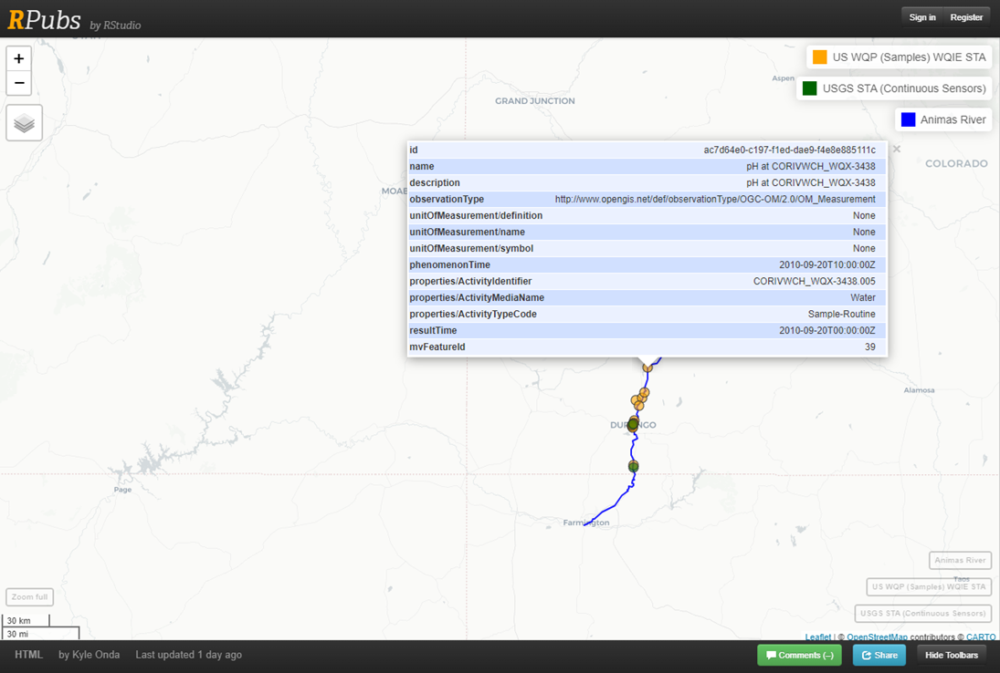 RPubs by RStudio
Sign in Register
+
−
US WQP (Samples) WQIE STA
USGS STA (Continuous Sensors)
Animas River
Aspen
GRAND JUNCTION
COLORADO
MOAB
×
id ac7d64e0-c197-f1ed-dae9-f4e8e885111c
name pH at CORIVWCH_WQX-3438
description pH at CORIVWCH_WQX-3438
observationType http://www.opengis.net/def/observationType/OGC-OM/2.0/OM_Measurement
unitOfMeasurement/definition None
unitOfMeasurement/name None
unitOfMeasurement/symbol None
phenomenonTime 2010-09-20T10:00:00Z
properties/ActivityIdentifier CORIVWCH_WQX-3438.005
properties/ActivityMediaName Water
properties/ActivityTypeCode Sample-Routine
resultTime 2010-09-20T00:00:00Z
mvFeatureId 39
Alamosa
DURANGO
Page
Farmington
Taos
Animas River
US WQP (Samples) WQIE STA
USGS STA (Continuous Sensors)
Zoom full
30 km
30 mi
Leaflet | © OpenStreetMap contributors © CARTO
HTML by Kyle Onda Last updated 1 day ago
Comments (–) Share Hide Toolbars